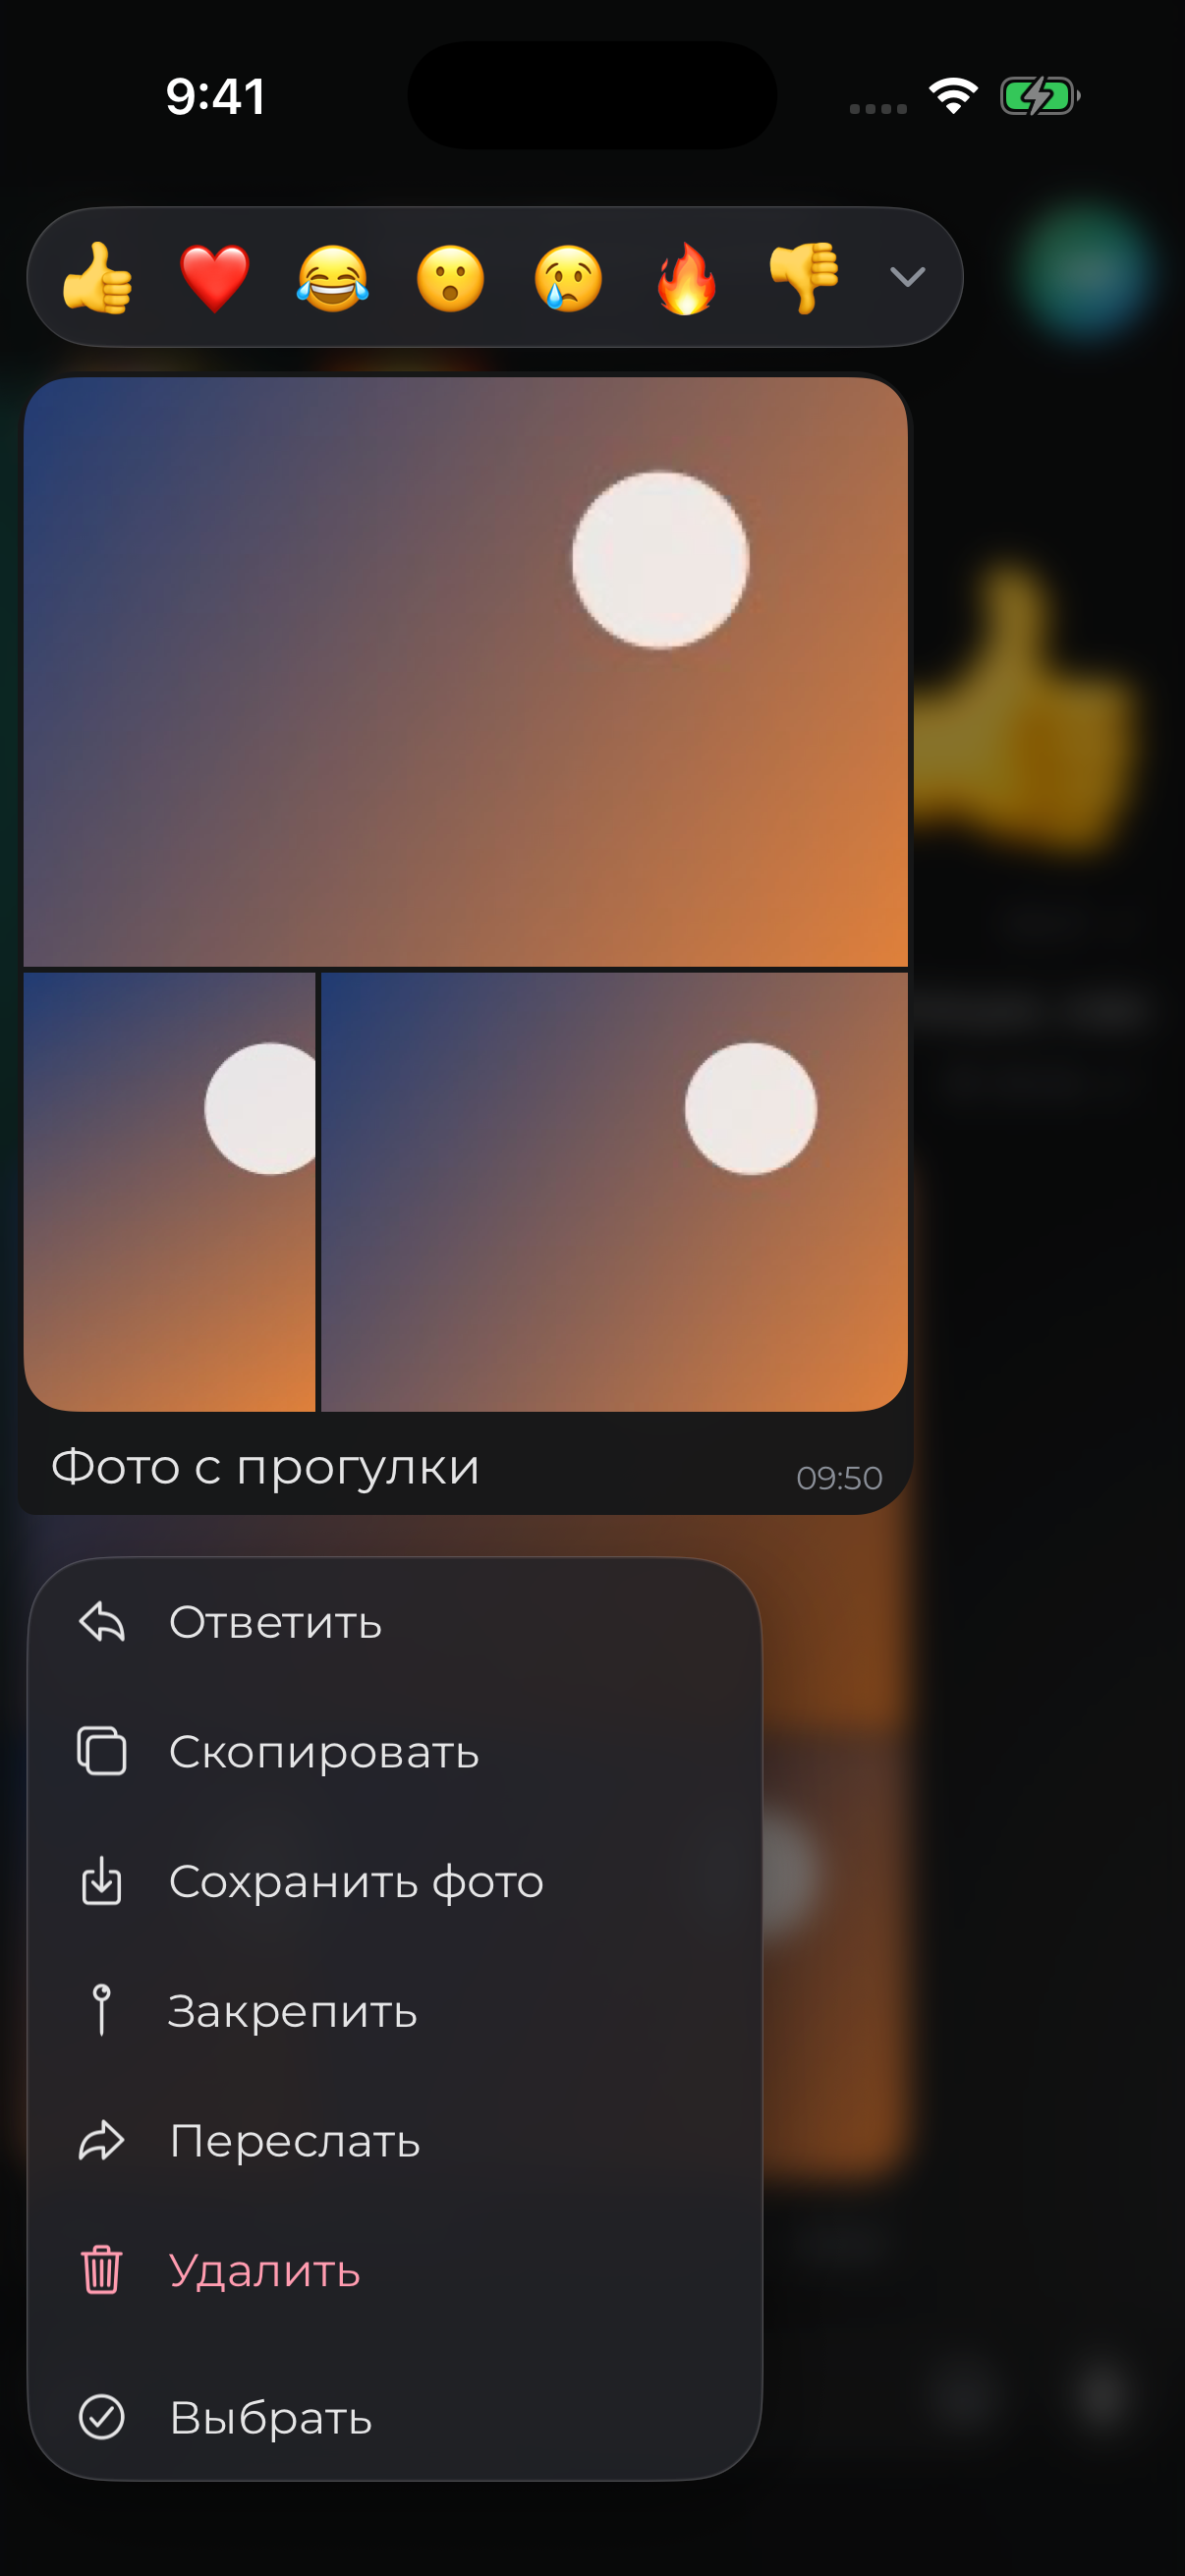 9:41
Фото с прогулки
09:50
Ответить
Скопировать
Сохранить фото
Закрепить
Переслать
Удалить
Выбрать